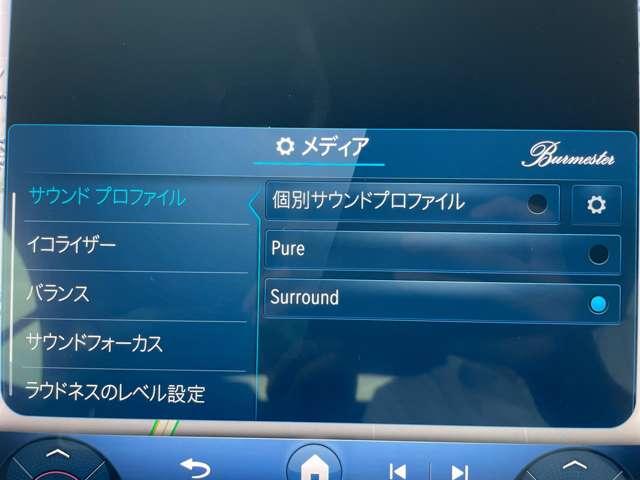 メディア
Burmester
サウンド プロファイル
個別サウンドプロファイル
イコライザー
Pure
バランス
Surround
サウンドフォーカス
ラウドネスのレベル設定